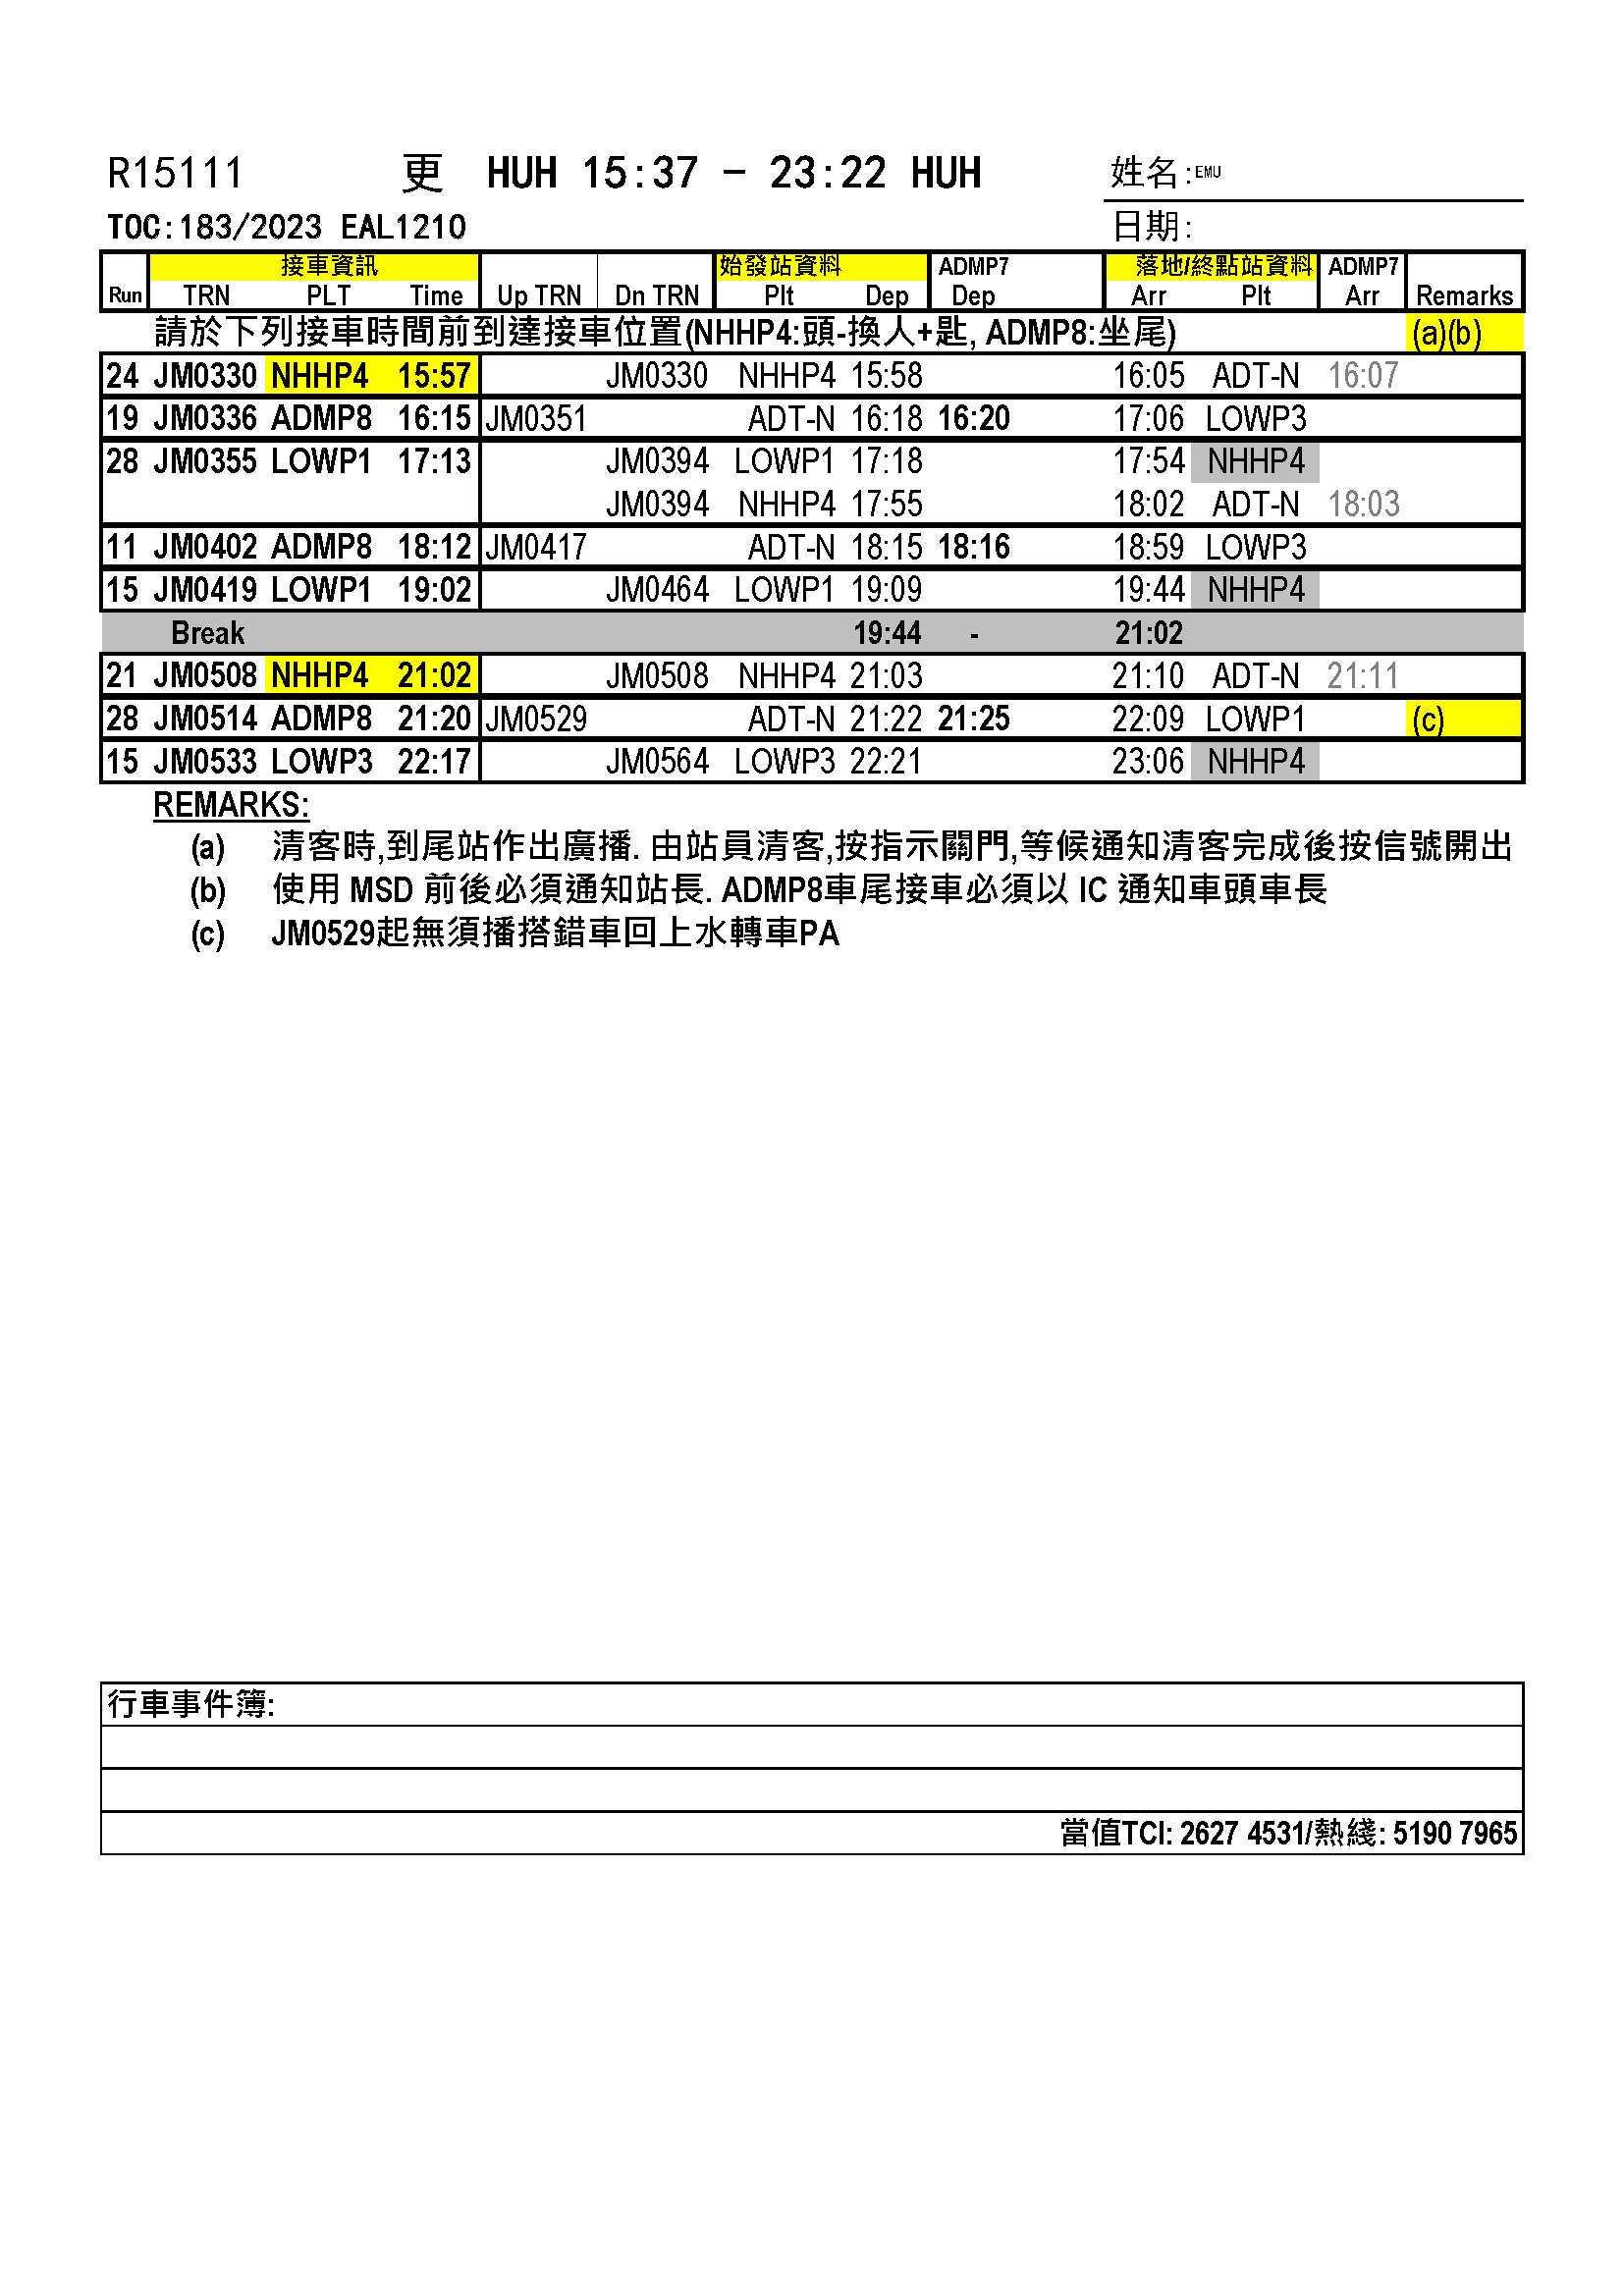 R15111 更 HUH 15:37 - 23:22 HUH 姓名:EMU
TOC:183/2023 EAL1210 日期:
接車資訊 始發站資料 ADMP7 落地/終點站資料 ADMP7
Run TRN PLT Time Up TRN Dn TRN Plt Dep Dep Arr Plt Arr Remarks
請於下列接車時間前到達接車位置(NHHP4:頭-換人+匙, ADMP8:坐尾) (a)(b)
24 JM0330 NHHP4 15:57 JM0330 NHHP4 15:58 16:05 ADT-N 16:07
19 JM0336 ADMP8 16:15 JM0351 ADT-N 16:18 16:20 17:06 LOWP3
28 JM0355 LOWP1 17:13 JM0394 LOWP1 17:18 17:54 NHHP4
JM0394 NHHP4 17:55 18:02 ADT-N 18:03
11 JM0402 ADMP8 18:12 JM0417 ADT-N 18:15 18:16 18:59 LOWP3
15 JM0419 LOWP1 19:02 JM0464 LOWP1 19:09 19:44 NHHP4
Break 19:44 - 21:02
21 JM0508 NHHP4 21:02 JM0508 NHHP4 21:03 21:10 ADT-N 21:11
28 JM0514 ADMP8 21:20 JM0529 ADT-N 21:22 21:25 22:09 LOWP1 (c)
15 JM0533 LOWP3 22:17 JM0564 LOWP3 22:21 23:06 NHHP4
REMARKS:
(a) 清客時,到尾站作出廣播. 由站員清客,按指示關門,等候通知清客完成後按信號開出
(b) 使用 MSD 前後必須通知站長. ADMP8車尾接車必須以 IC 通知車頭車長
(c) JM0529起無須播搭錯車回上水轉車PA
行車事件簿:
當值TCI: 2627 4531/熱綫: 5190 7965